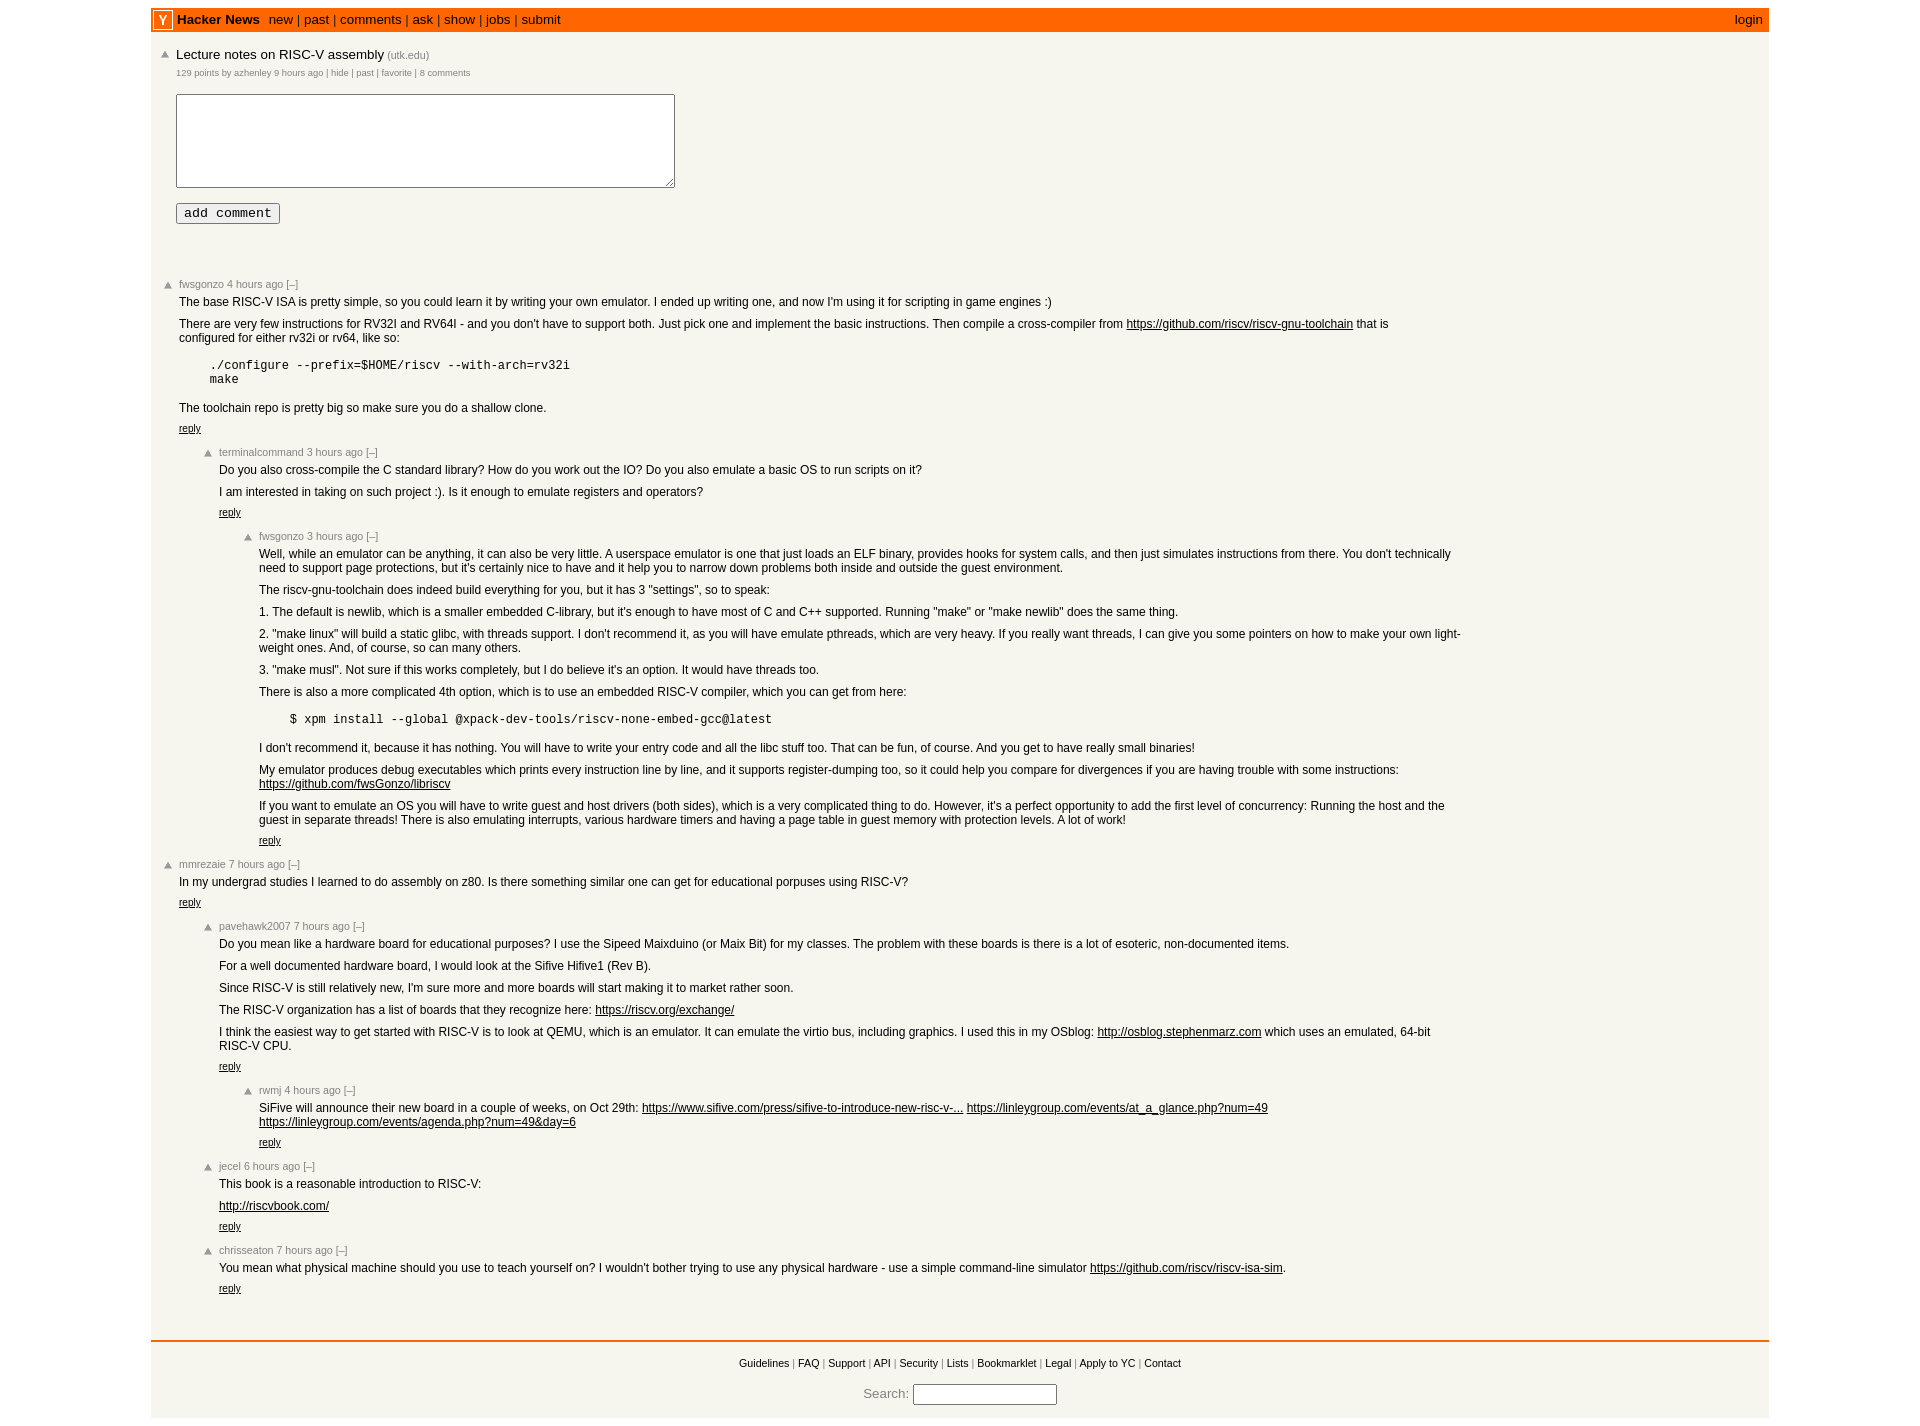 Y Hacker News new | past | comments | ask | show | jobs | submit login
Lecture notes on RISC-V assembly (utk.edu)
129 points by azhenley 9 hours ago | hide | past | favorite | 8 comments
add comment
fwsgonzo 4 hours ago [–]
The base RISC-V ISA is pretty simple, so you could learn it by writing your own emulator. I ended up writing one, and now I'm using it for scripting in game engines :)
There are very few instructions for RV32I and RV64I - and you don't have to support both. Just pick one and implement the basic instructions. Then compile a cross-compiler from https://github.com/riscv/riscv-gnu-toolchain that is
configured for either rv32i or rv64, like so:
./configure --prefix=$HOME/riscv --with-arch=rv32i
make
The toolchain repo is pretty big so make sure you do a shallow clone.
reply
terminalcommand 3 hours ago [–]
Do you also cross-compile the C standard library? How do you work out the IO? Do you also emulate a basic OS to run scripts on it?
I am interested in taking on such project :). Is it enough to emulate registers and operators?
reply
fwsgonzo 3 hours ago [–]
Well, while an emulator can be anything, it can also be very little. A userspace emulator is one that just loads an ELF binary, provides hooks for system calls, and then just simulates instructions from there. You don't technically
need to support page protections, but it's certainly nice to have and it help you to narrow down problems both inside and outside the guest environment.
The riscv-gnu-toolchain does indeed build everything for you, but it has 3 "settings", so to speak:
1. The default is newlib, which is a smaller embedded C-library, but it's enough to have most of C and C++ supported. Running "make" or "make newlib" does the same thing.
2. "make linux" will build a static glibc, with threads support. I don't recommend it, as you will have emulate pthreads, which are very heavy. If you really want threads, I can give you some pointers on how to make your own light-
weight ones. And, of course, so can many others.
3. "make musl". Not sure if this works completely, but I do believe it's an option. It would have threads too.
There is also a more complicated 4th option, which is to use an embedded RISC-V compiler, which you can get from here:
$ xpm install --global @xpack-dev-tools/riscv-none-embed-gcc@latest
I don't recommend it, because it has nothing. You will have to write your entry code and all the libc stuff too. That can be fun, of course. And you get to have really small binaries!
My emulator produces debug executables which prints every instruction line by line, and it supports register-dumping too, so it could help you compare for divergences if you are having trouble with some instructions:
https://github.com/fwsGonzo/libriscv
If you want to emulate an OS you will have to write guest and host drivers (both sides), which is a very complicated thing to do. However, it's a perfect opportunity to add the first level of concurrency: Running the host and the
guest in separate threads! There is also emulating interrupts, various hardware timers and having a page table in guest memory with protection levels. A lot of work!
reply
mmrezaie 7 hours ago [–]
In my undergrad studies I learned to do assembly on z80. Is there something similar one can get for educational porpuses using RISC-V?
reply
pavehawk2007 7 hours ago [–]
Do you mean like a hardware board for educational purposes? I use the Sipeed Maixduino (or Maix Bit) for my classes. The problem with these boards is there is a lot of esoteric, non-documented items.
For a well documented hardware board, I would look at the Sifive Hifive1 (Rev B).
Since RISC-V is still relatively new, I'm sure more and more boards will start making it to market rather soon.
The RISC-V organization has a list of boards that they recognize here: https://riscv.org/exchange/
I think the easiest way to get started with RISC-V is to look at QEMU, which is an emulator. It can emulate the virtio bus, including graphics. I used this in my OSblog: http://osblog.stephenmarz.com which uses an emulated, 64-bit
RISC-V CPU.
reply
rwmj 4 hours ago [–]
SiFive will announce their new board in a couple of weeks, on Oct 29th: https://www.sifive.com/press/sifive-to-introduce-new-risc-v-... https://linleygroup.com/events/at_a_glance.php?num=49
https://linleygroup.com/events/agenda.php?num=49&day=6
reply
jecel 6 hours ago [–]
This book is a reasonable introduction to RISC-V:
http://riscvbook.com/
reply
chrisseaton 7 hours ago [–]
You mean what physical machine should you use to teach yourself on? I wouldn't bother trying to use any physical hardware - use a simple command-line simulator https://github.com/riscv/riscv-isa-sim.
reply
Guidelines | FAQ | Support | API | Security | Lists | Bookmarklet | Legal | Apply to YC | Contact
Search: